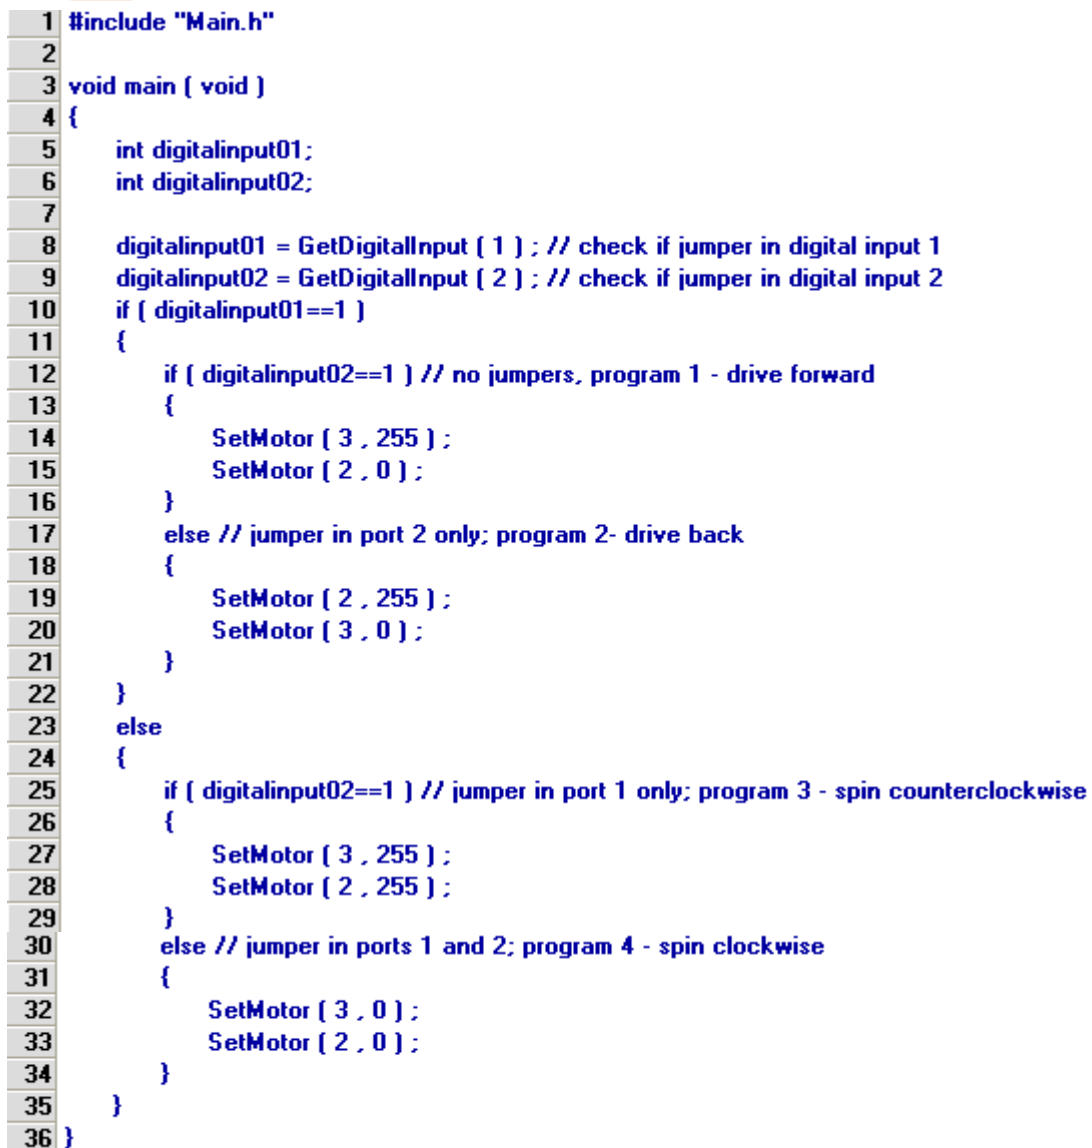 1 #include "Main.h"
2
3 void main ( void )
4 {
5 int digitalinput01;
6 int digitalinput02;
7
8 digitalinput01 = GetDigitalInput ( 1 ) ; // check if jumper in digital input 1
9 digitalinput02 = GetDigitalInput ( 2 ) ; // check if jumper in digital input 2
10 if ( digitalinput01==1 )
11 {
12 if ( digitalinput02==1 ) // no jumpers, program 1 - drive forward
13 {
14 SetMotor ( 3 , 255 ) ;
15 SetMotor ( 2 , 0 ) ;
16 }
17 else // jumper in port 2 only; program 2- drive back
18 {
19 SetMotor ( 2 , 255 ) ;
20 SetMotor ( 3 , 0 ) ;
21 }
22 }
23 else
24 {
25 if ( digitalinput02==1 ) // jumper in port 1 only; program 3 - spin counterclockwise
26 {
27 SetMotor ( 3 , 255 ) ;
28 SetMotor ( 2 , 255 ) ;
29 }
30 else // jumper in ports 1 and 2; program 4 - spin clockwise
31 {
32 SetMotor ( 3 , 0 ) ;
33 SetMotor ( 2 , 0 ) ;
34 }
35 }
36 }